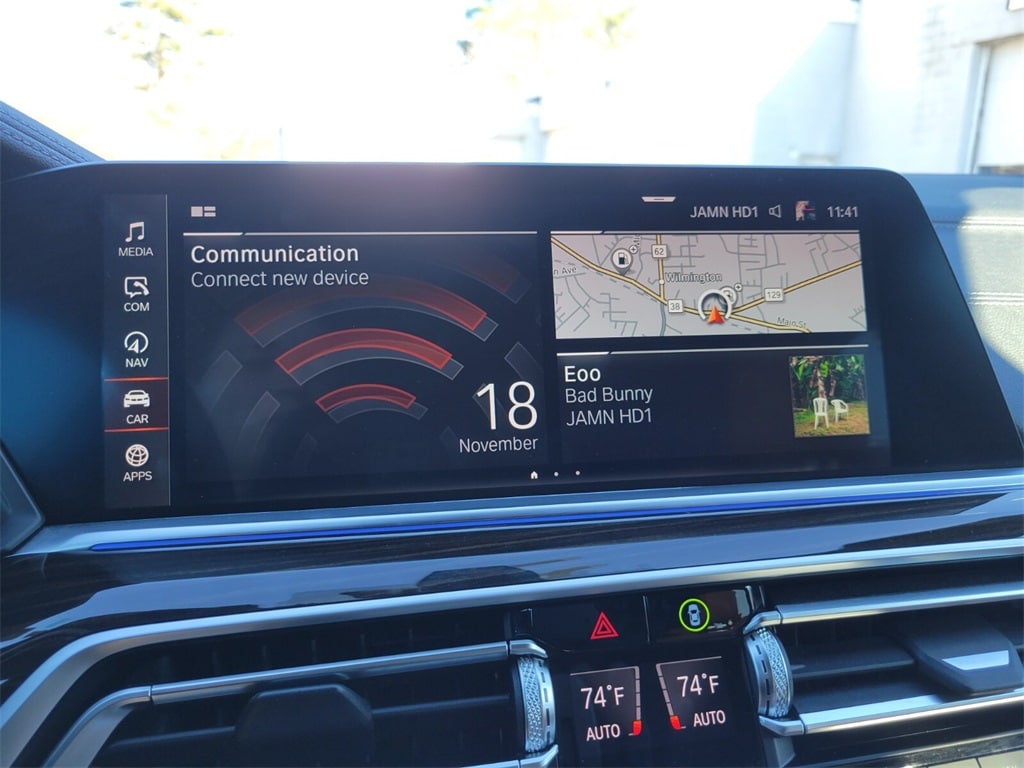 JAMN HD1 11:41
MEDIA
COM
NAV
CAR
APPS
Communication
Connect new device
18
November
62
Wilmington
n Ave
38
129
Main St
Eoo
Bad Bunny
JAMN HD1
74°F
AUTO
74°F
AUTO